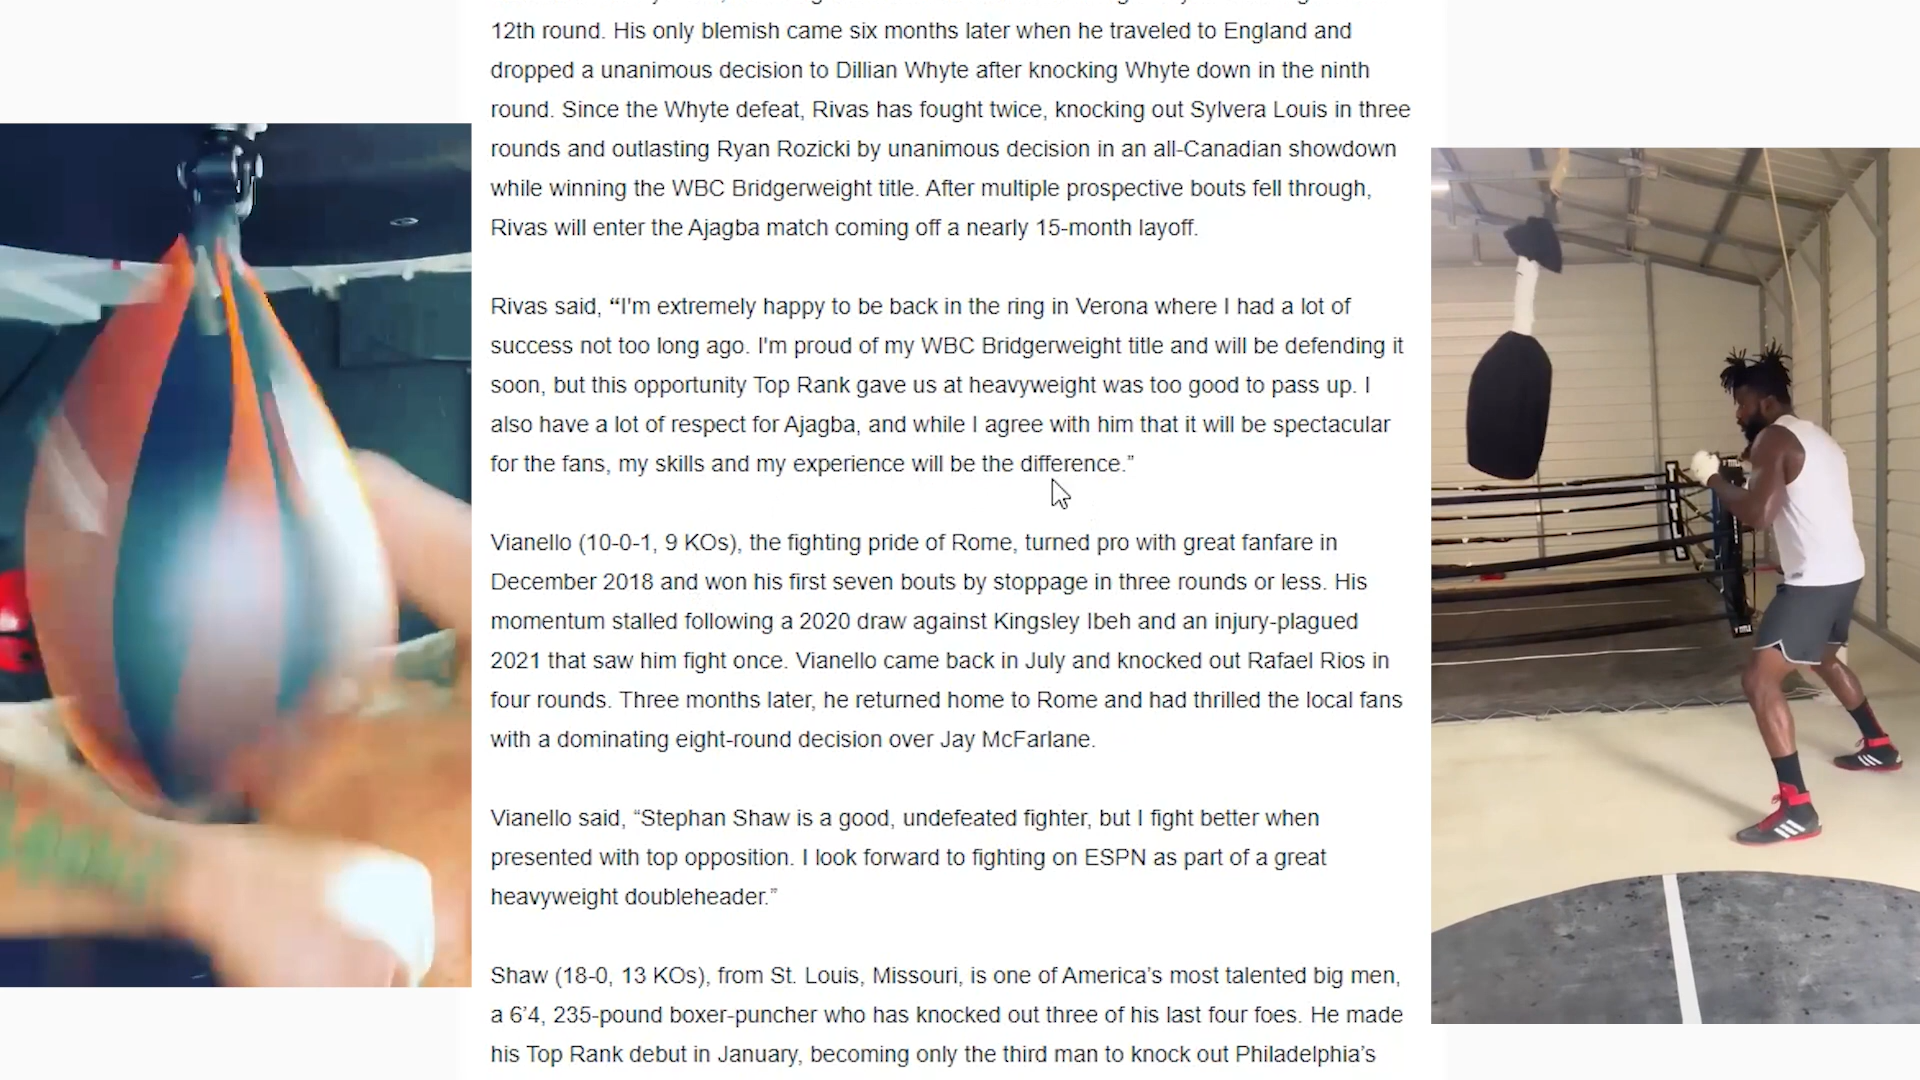 12th round. His only blemish came six months later when he traveled to England and
dropped a unanimous decision to Dillian Whyte after knocking Whyte down in the ninth
round. Since the Whyte defeat, Rivas has fought twice, knocking out Sylvera Louis in three
rounds and outlasting Ryan Rozicki by unanimous decision in an all-Canadian showdown
while winning the WBC Bridgerweight title. After multiple prospective bouts fell through,
Rivas will enter the Ajagba match coming off a nearly 15-month layoff.
Rivas said, “I'm extremely happy to be back in the ring in Verona where I had a lot of
success not too long ago. I'm proud of my WBC Bridgerweight title and will be defending it
soon, but this opportunity Top Rank gave us at heavyweight was too good to pass up. I
also have a lot of respect for Ajagba, and while I agree with him that it will be spectacular
for the fans, my skills and my experience will be the difference.”
Vianello (10-0-1, 9 KOs), the fighting pride of Rome, turned pro with great fanfare in
December 2018 and won his first seven bouts by stoppage in three rounds or less. His
momentum stalled following a 2020 draw against Kingsley Ibeh and an injury-plagued
2021 that saw him fight once. Vianello came back in July and knocked out Rafael Rios in
four rounds. Three months later, he returned home to Rome and had thrilled the local fans
with a dominating eight-round decision over Jay McFarlane.
Vianello said, “Stephan Shaw is a good, undefeated fighter, but I fight better when
presented with top opposition. I look forward to fighting on ESPN as part of a great
heavyweight doubleheader.”
Shaw (18-0, 13 KOs), from St. Louis, Missouri, is one of America’s most talented big men,
a 6’4, 235-pound boxer-puncher who has knocked out three of his last four foes. He made
his Top Rank debut in January, becoming only the third man to knock out Philadelphia’s